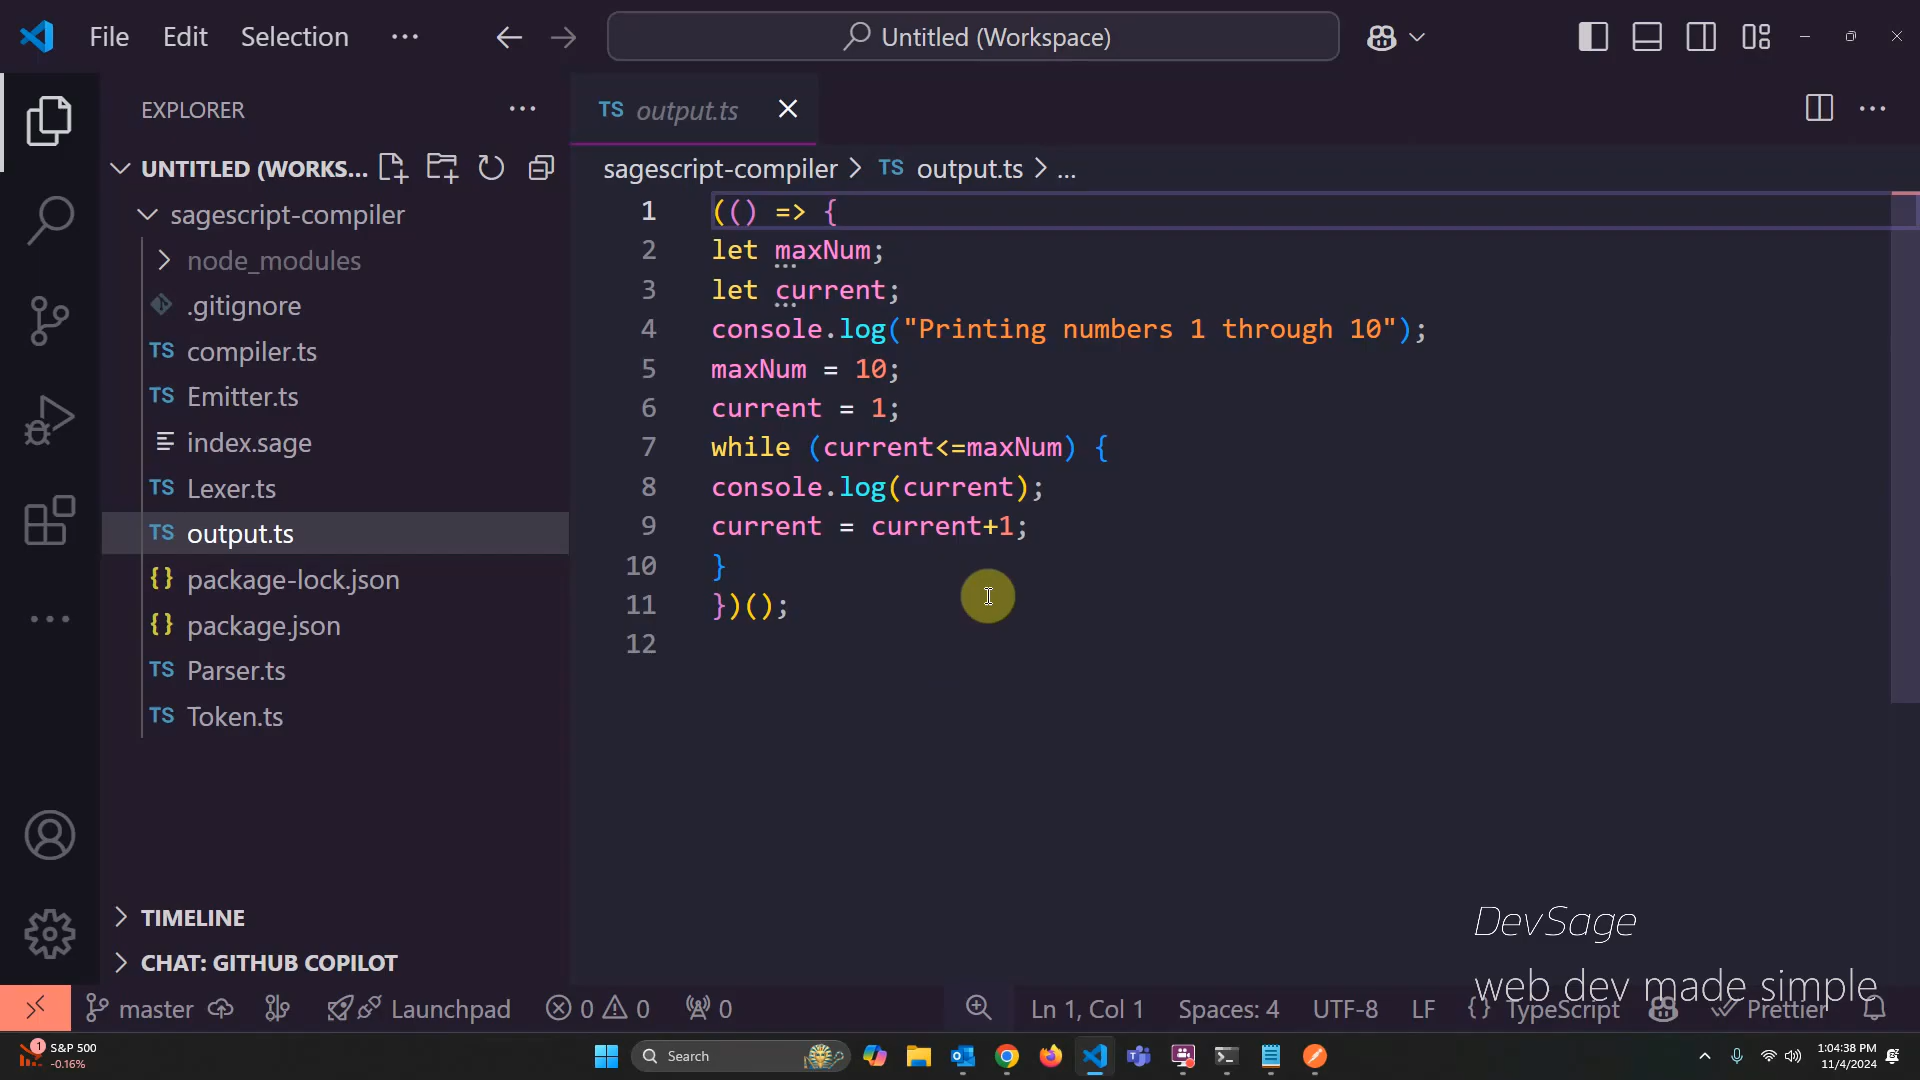 File Edit Selection ··· Untitled (Workspace)
EXPLORER ···
UNTITLED (WORKS...
sagescript-compiler
node_modules
.gitignore
TS compiler.ts
TS Emitter.ts
index.sage
TS Lexer.ts
TS output.ts
{} package-lock.json
{} package.json
TS Parser.ts
TS Token.ts
TIMELINE
CHAT: GITHUB COPILOT
TS output.ts
sagescript-compiler > TS output.ts > ...
1 (() => {
2 let maxNum;
3 let current;
4 console.log("Printing numbers 1 through 10");
5 maxNum = 10;
6 current = 1;
7 while (current<=maxNum) {
8 console.log(current);
9 current = current+1;
10 }
11 })();
12
DevSage
web dev made simple
master Launchpad 0 0 0 Ln 1, Col 1 Spaces: 4 UTF-8 LF {} TypeScript Prettier
1 S&P 500
-0.16%
Search
1:04:38 PM
11/4/2024